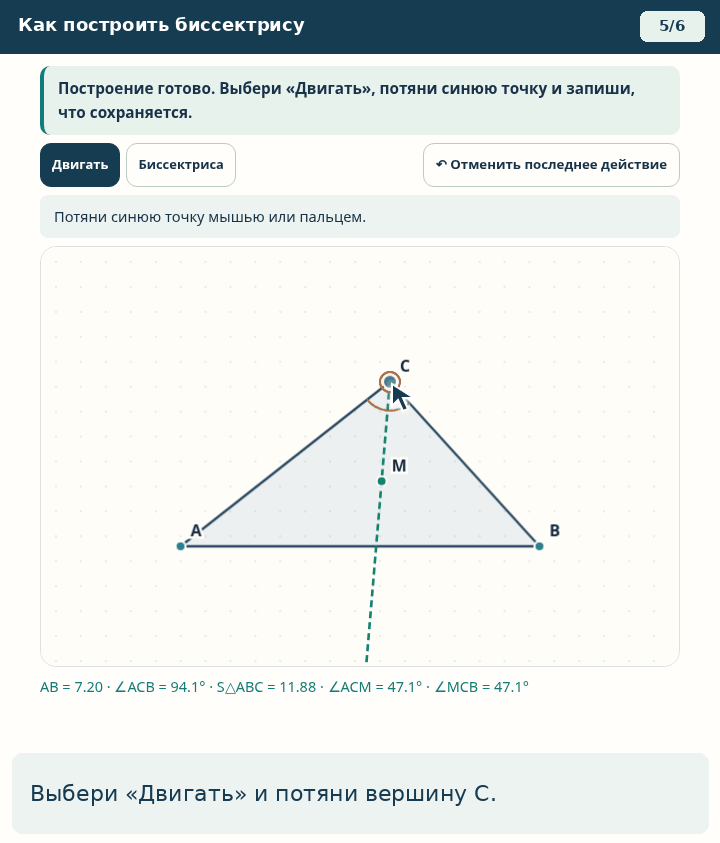 Как построить биссектрису
5/6
Построение готово. Выбери «Двигать», потяни синюю точку и запиши,
что сохраняется.
Двигать
Биссектриса
↶ Отменить последнее действие
Потяни синюю точку мышью или пальцем.
C
M
A
B
AB = 7.20 · ∠ACB = 94.1° · S△ABC = 11.88 · ∠ACM = 47.1° · ∠MCB = 47.1°
Выбери «Двигать» и потяни вершину C.